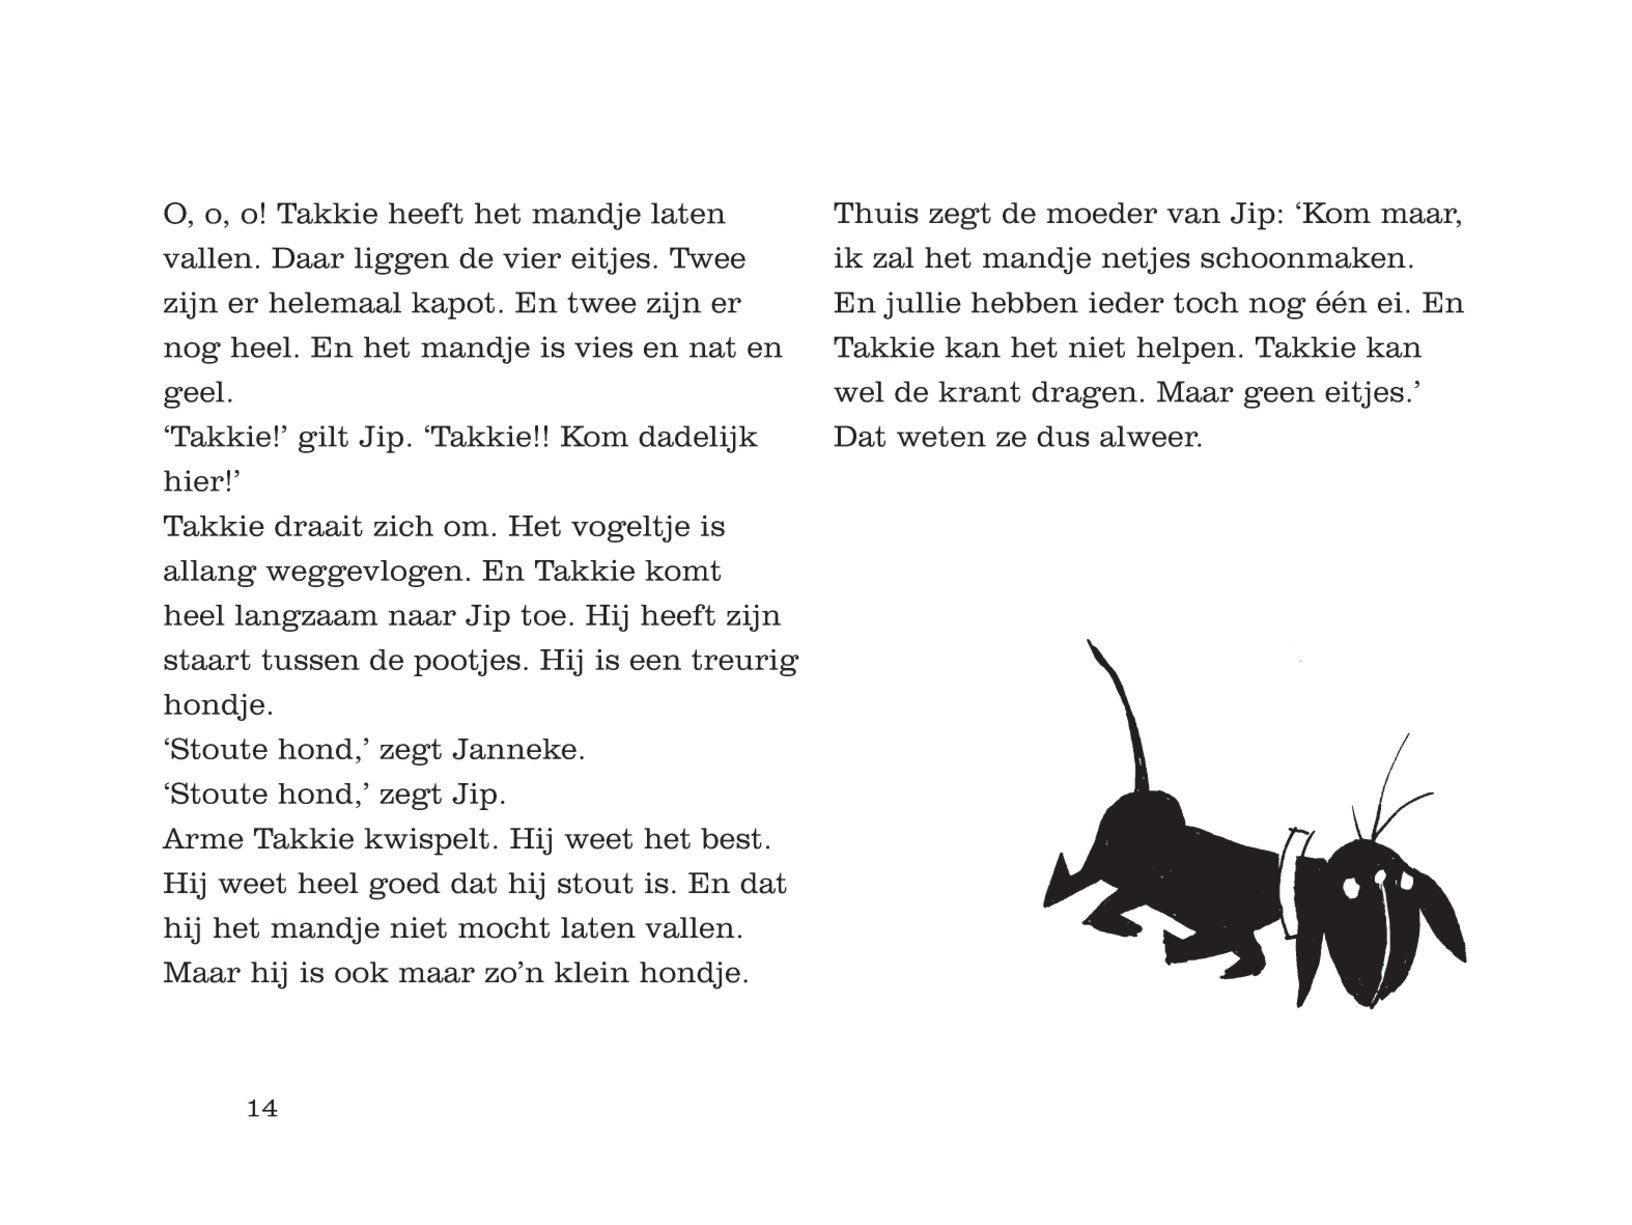 O, o, o! Takkie heeft het mandje laten
vallen. Daar liggen de vier eitjes. Twee
zijn er helemaal kapot. En twee zijn er
nog heel. En het mandje is vies en nat en
geel.
‘Takkie!’ gilt Jip. ‘Takkie!! Kom dadelijk
hier!’
Takkie draait zich om. Het vogeltje is
allang weggevlogen. En Takkie komt
heel langzaam naar Jip toe. Hij heeft zijn
staart tussen de pootjes. Hij is een treurig
hondje.
‘Stoute hond,’ zegt Janneke.
‘Stoute hond,’ zegt Jip.
Arme Takkie kwispelt. Hij weet het best.
Hij weet heel goed dat hij stout is. En dat
hij het mandje niet mocht laten vallen.
Maar hij is ook maar zo’n klein hondje.
Thuis zegt de moeder van Jip: ‘Kom maar,
ik zal het mandje netjes schoonmaken.
En jullie hebben ieder toch nog één ei. En
Takkie kan het niet helpen. Takkie kan
wel de krant dragen. Maar geen eitjes.’
Dat weten ze dus alweer.
14